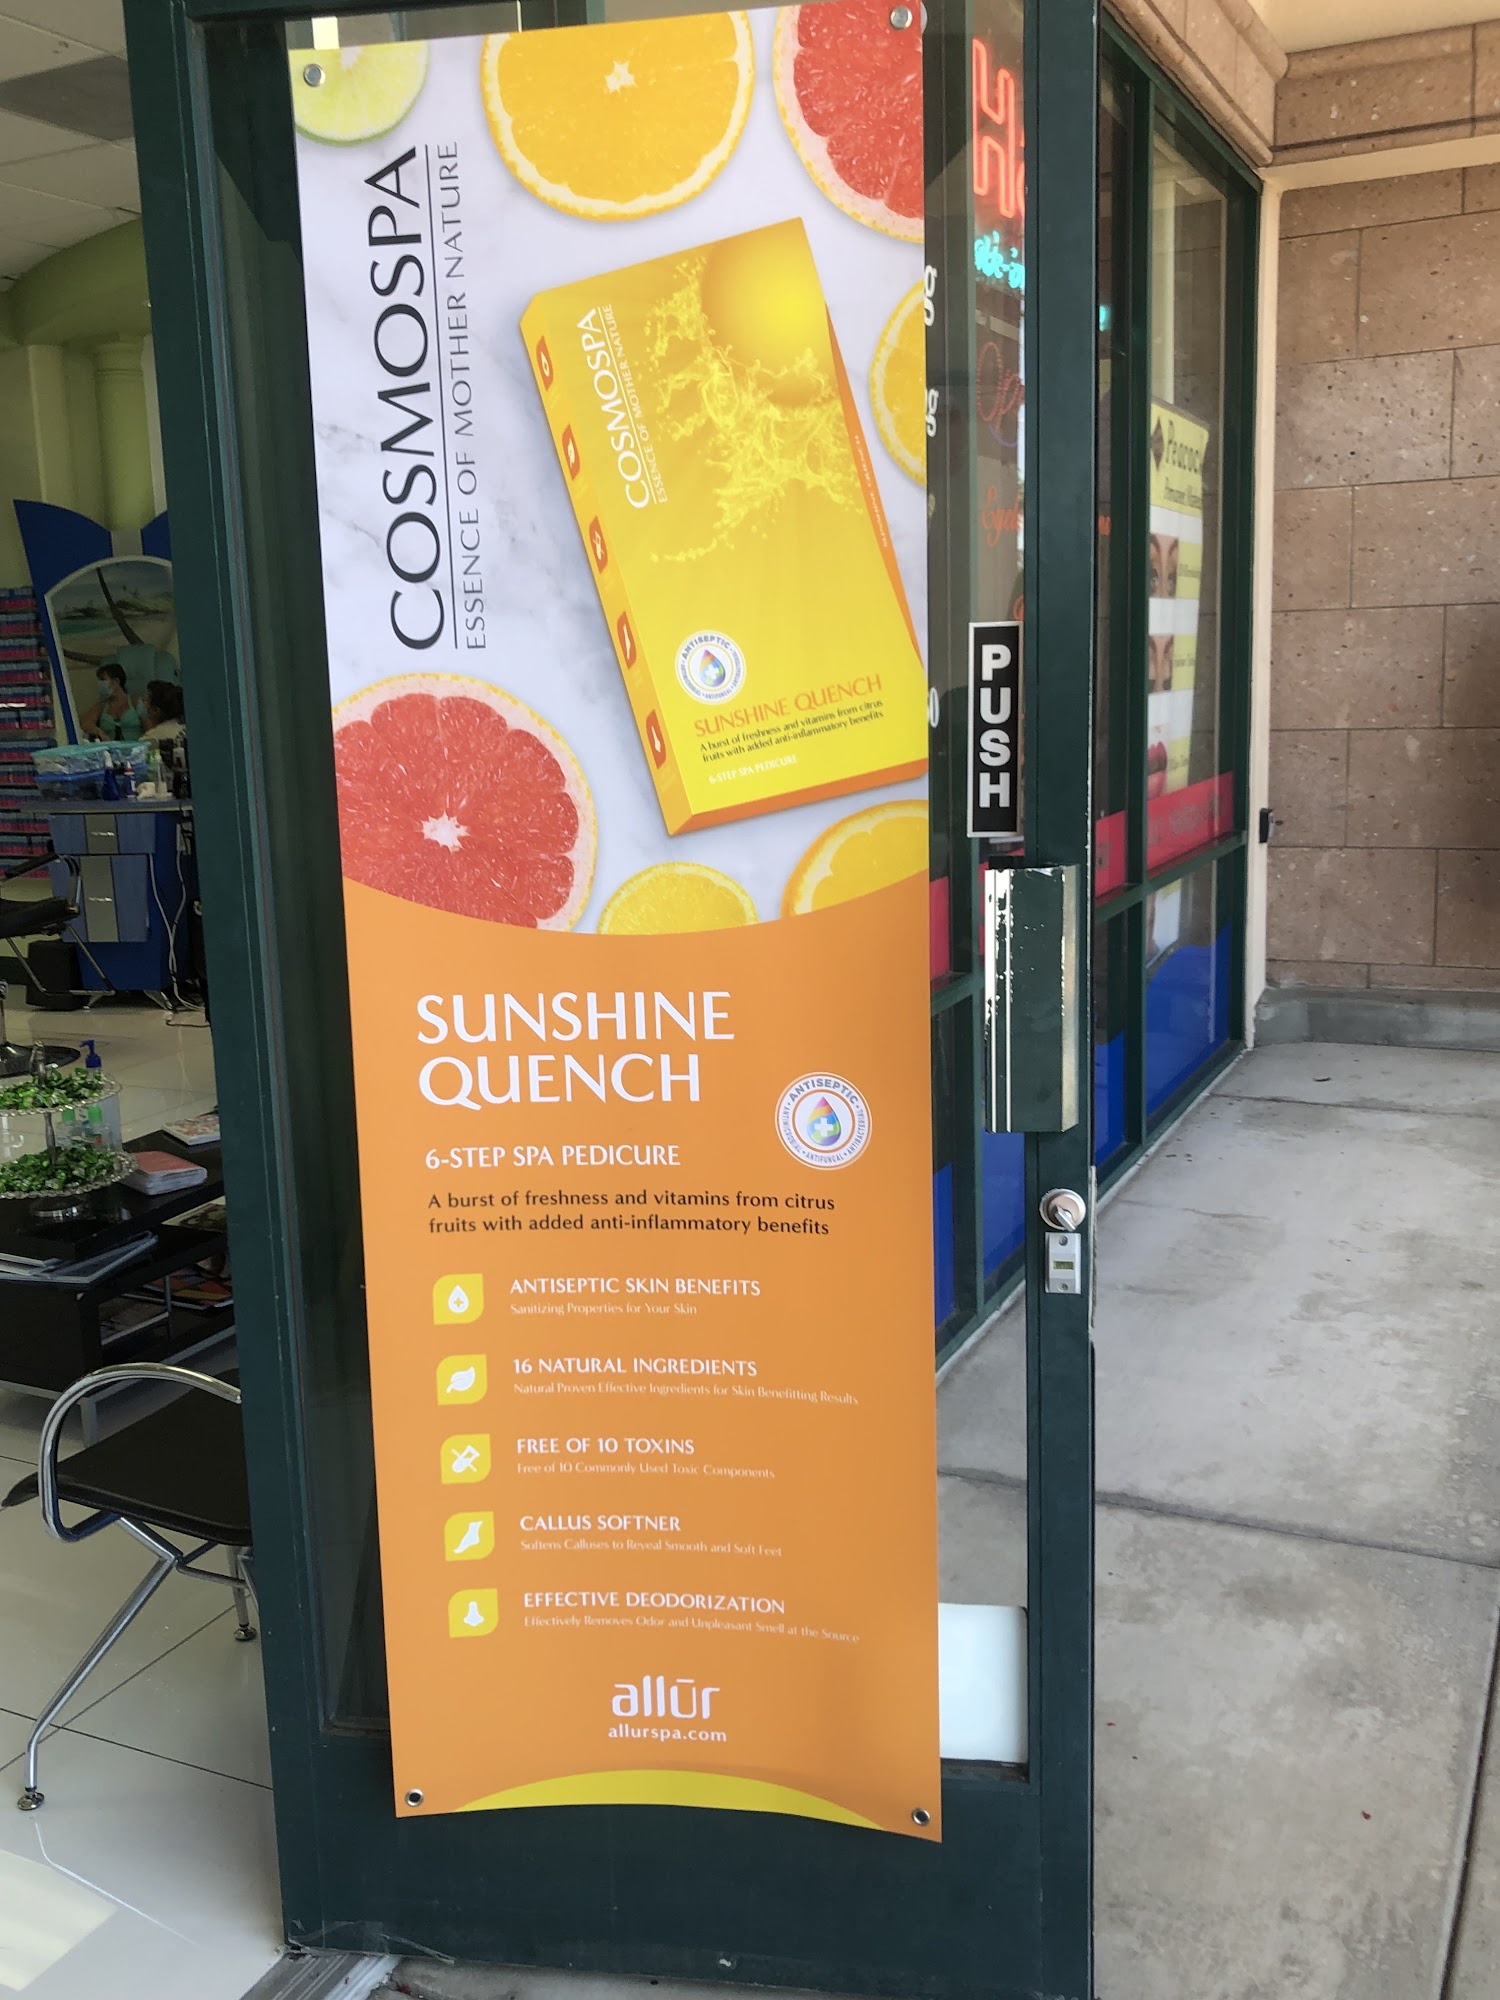 COSMOSPA
ESSENCE OF MOTHER NATURE
COSMOSPA
ESSENCE OF MOTHER NATURE
SUNSHINE QUENCH
ANTISEPTIC
SUNSHINE QUENCH
A burst of freshness and vitamins from citrus
fruits with added anti-inflammatory benefits
6-STEP SPA PEDICURE
SUNSHINE
QUENCH
ANTISEPTIC
ANTIMICROBIAL • ANTIFUNGAL • ANTIBACTERIAL
6-STEP SPA PEDICURE
A burst of freshness and vitamins from citrus
fruits with added anti-inflammatory benefits
ANTISEPTIC SKIN BENEFITS
Sanitizing Properties for Your Skin
16 NATURAL INGREDIENTS
Natural Proven Effective Ingredients for Skin Benefitting Results
FREE OF 10 TOXINS
Free of 10 Commonly Used Toxic Components
CALLUS SOFTNER
Softens Calluses to Reveal Smooth and Soft Feet
EFFECTIVE DEODORIZATION
Effectively Removes Odor and Unpleasant Smell at the Source
allūr
allurspa.com
PUSH
Peacock